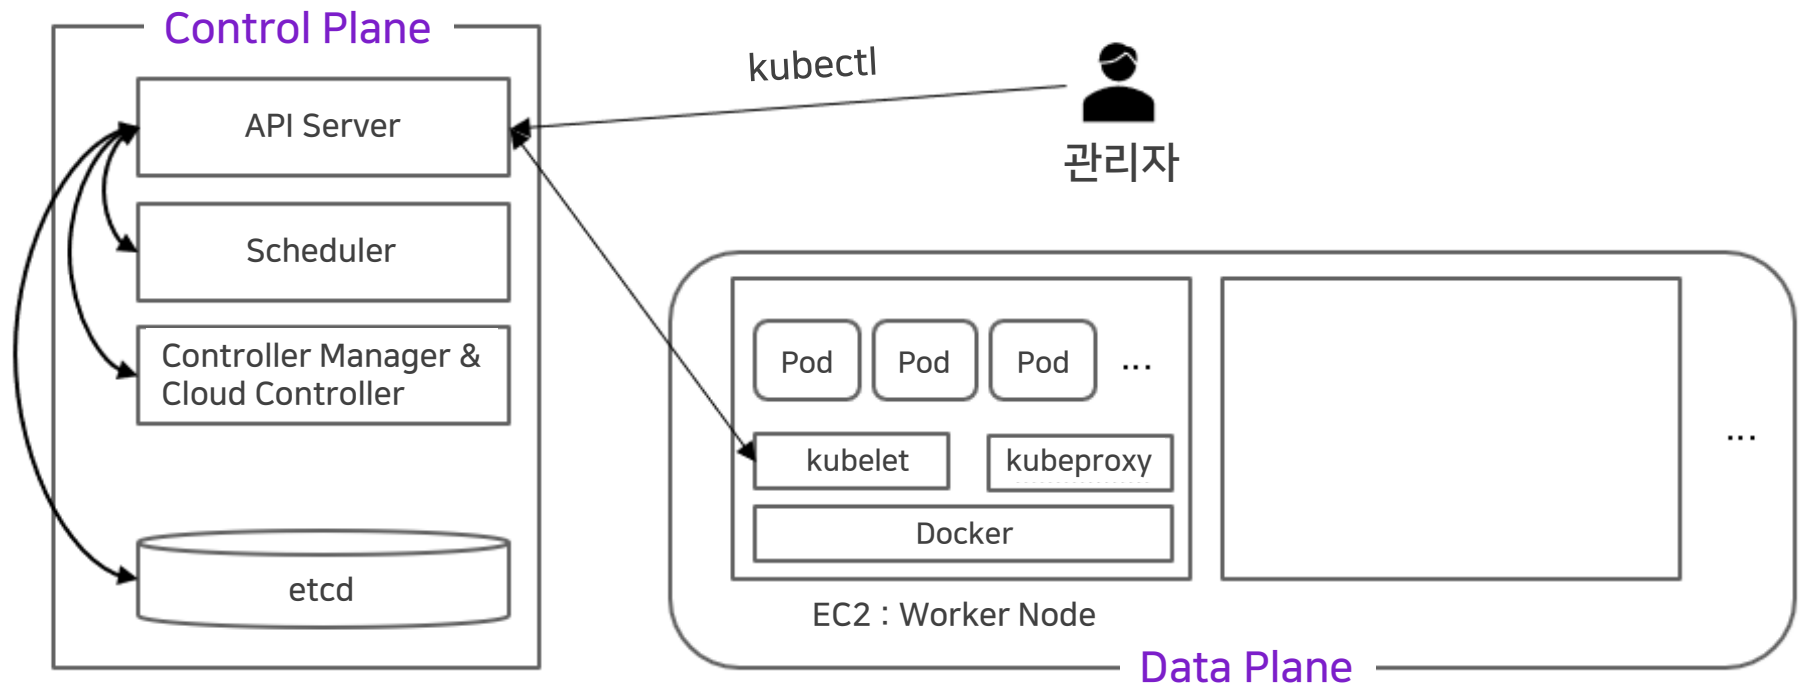 Control Plane
API Server
Scheduler
Controller Manager &
Cloud Controller
etcd
kubectl
관리자
Pod
Pod
Pod
...
kubelet
kubeproxy
Docker
EC2 : Worker Node
...
Data Plane